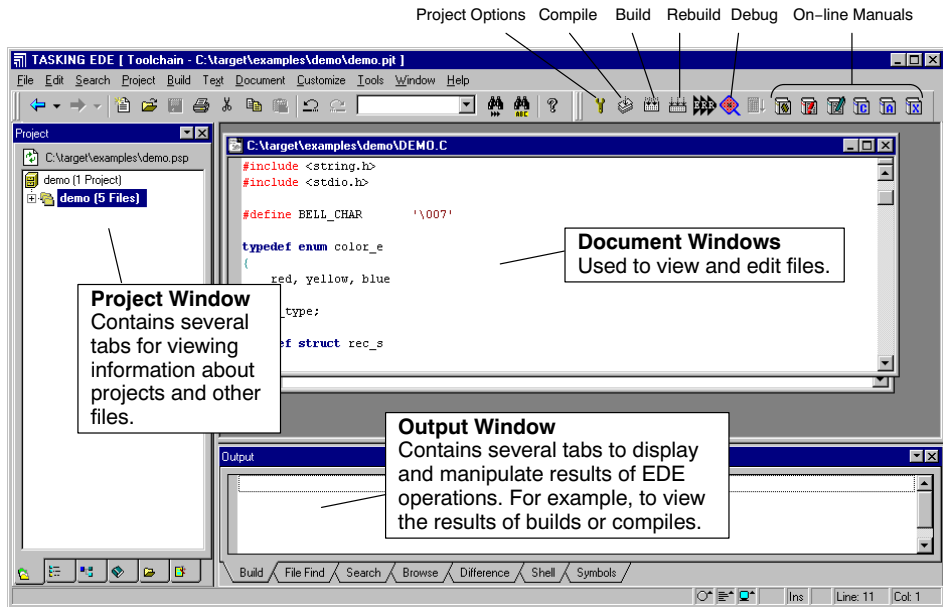 Project Options Compile Build Rebuild Debug On-line Manuals
TASKING EDE [ Toolchain - C:\target\examples\demo\demo.pjt ]
File Edit Search Project Build Text Document Customize Tools Window Help
Project
C:\target\examples\demo.psp
demo (1 Project)
demo (5 Files)
C:\target\examples\demo\DEMO.C
#include <string.h>
#include <stdio.h>
#define BELL_CHAR '\007'
typedef enum color_e
{
red, yellow, blue
_type;
ef struct rec_s
Document Windows
Used to view and edit files.
Project Window
Contains several
tabs for viewing
information about
projects and other
files.
Output Window
Contains several tabs to display
and manipulate results of EDE
operations. For example, to view
the results of builds or compiles.
Output
Build File Find Search Browse Difference Shell Symbols
Ins Line: 11 Col: 1